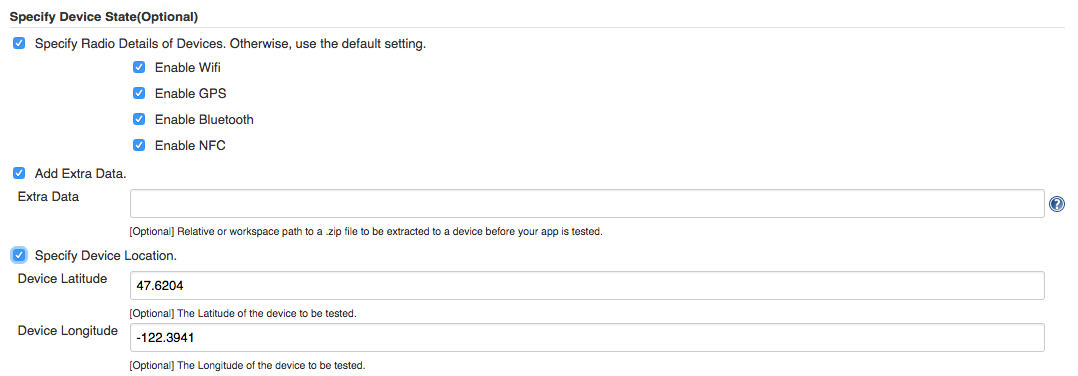 Specify Device State(Optional)
Specify Radio Details of Devices. Otherwise, use the default setting.
Enable Wifi
Enable GPS
Enable Bluetooth
Enable NFC
Add Extra Data.
Extra Data
?
[Optional] Relative or workspace path to a .zip file to be extracted to a device before your app is tested.
Specify Device Location.
Device Latitude
47.6204
[Optional] The Latitude of the device to be tested.
Device Longitude
-122.3941
[Optional] The Longitude of the device to be tested.